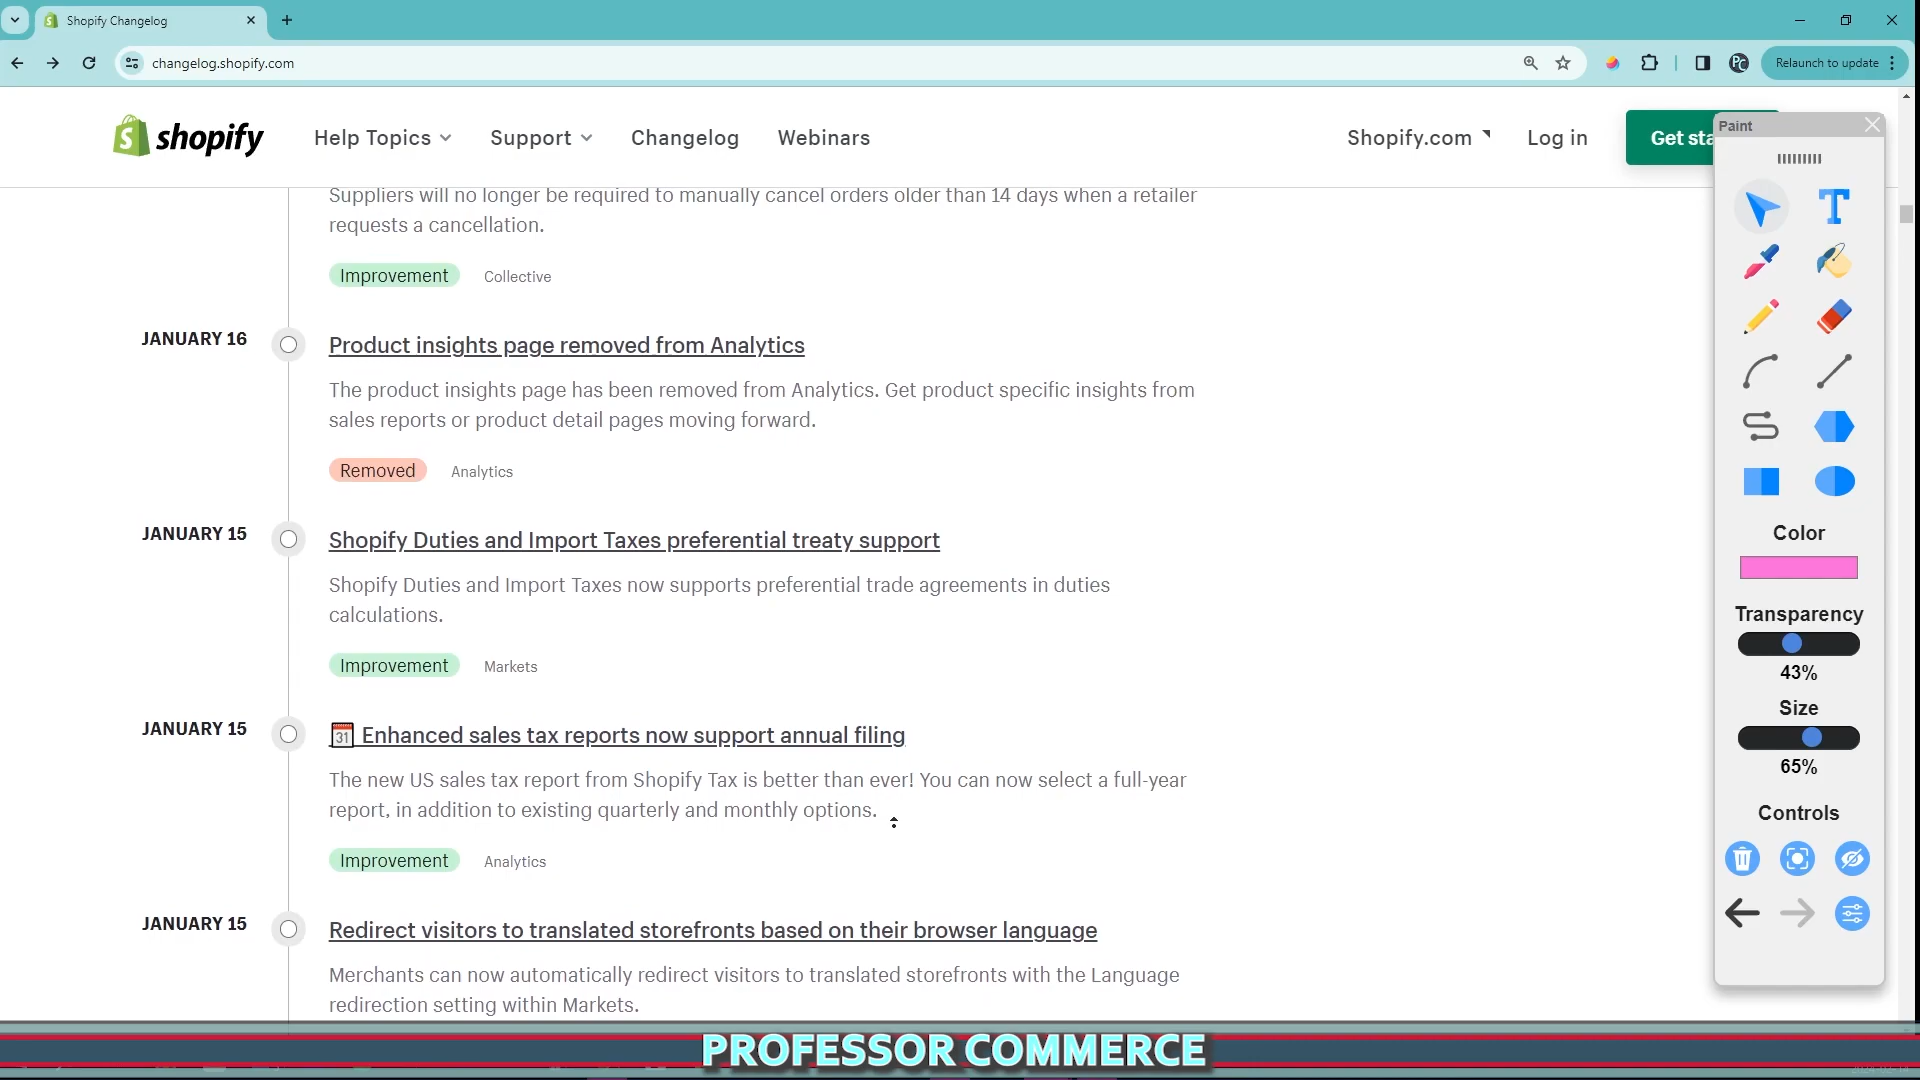 Shopify Changelog
changelog.shopify.com
Relaunch to update
shopify
Help Topics
Support
Changelog
Webinars
Shopify.com
Log in
Get sta
Suppliers will no longer be required to manually cancel orders older than 14 days when a retailer
requests a cancellation.
Improvement Collective
JANUARY 16
Product insights page removed from Analytics
The product insights page has been removed from Analytics. Get product specific insights from
sales reports or product detail pages moving forward.
Removed Analytics
JANUARY 15
Shopify Duties and Import Taxes preferential treaty support
Shopify Duties and Import Taxes now supports preferential trade agreements in duties
calculations.
Improvement Markets
JANUARY 15
31 Enhanced sales tax reports now support annual filing
The new US sales tax report from Shopify Tax is better than ever! You can now select a full-year
report, in addition to existing quarterly and monthly options.
Improvement Analytics
JANUARY 15
Redirect visitors to translated storefronts based on their browser language
Merchants can now automatically redirect visitors to translated storefronts with the Language
redirection setting within Markets.
Paint
T
Color
Transparency
43%
Size
65%
Controls
PROFESSOR COMMERCE